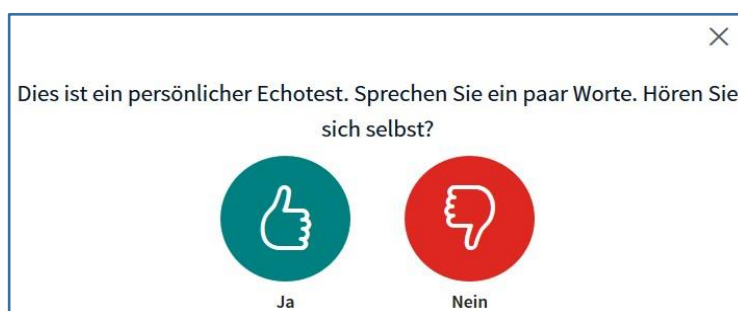 Dies ist ein persönlicher Echotest. Sprechen Sie ein paar Worte. Hören Sie
sich selbst?
Ja Nein